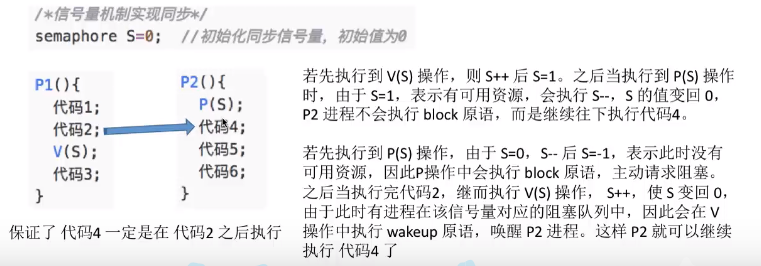 /*信号量机制实现同步*/
semaphore S=0;  //初始化同步信号量，初始值为0
P1(){
代码1;
代码2;
V(S);
代码3;
}
P2(){
P(S);
代码4;
代码5;
代码6;
}
保证了 代码4 一定是在 代码2 之后执行
若先执行到 V(S) 操作，则 S++ 后 S=1。之后当执行到 P(S) 操作
时，由于 S=1，表示有可用资源，会执行 S--，S 的值变回 0，
P2 进程不会执行 block 原语，而是继续往下执行代码4。
若先执行到 P(S) 操作，由于 S=0，S-- 后 S=-1，表示此时没有
可用资源，因此P操作中会执行 block 原语，主动请求阻塞。
之后当执行完代码2，继而执行 V(S) 操作， S++，使 S 变回 0，
由于此时有进程在该信号量对应的阻塞队列中，因此会在 V
操作中执行 wakeup 原语，唤醒 P2 进程。这样 P2 就可以继续
执行 代码4 了